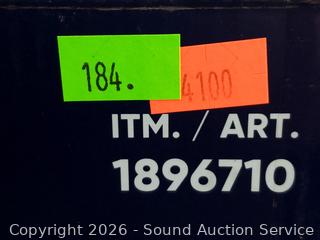 184.
4100
ITM. / ART.
1896710
Copyright 2026 - Sound Auction Service